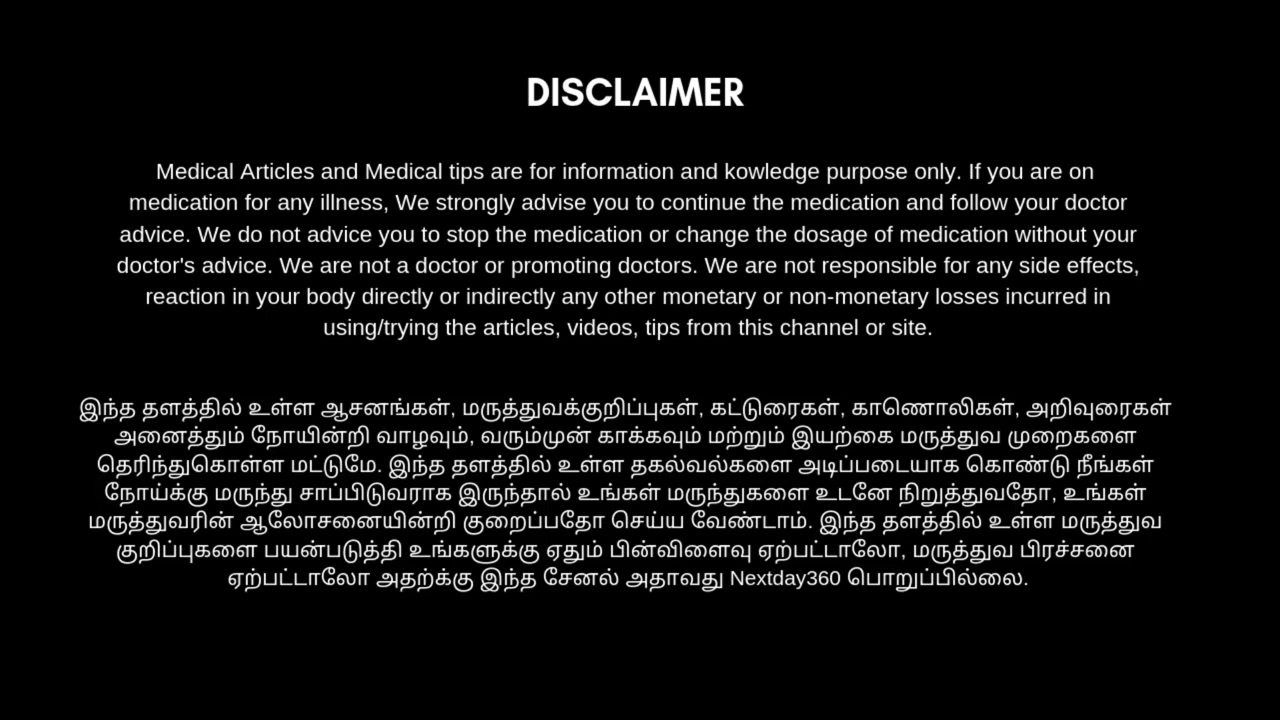 DISCLAIMER
Medical Articles and Medical tips are for information and kowledge purpose only. If you are on
medication for any illness, We strongly advise you to continue the medication and follow your doctor
advice. We do not advice you to stop the medication or change the dosage of medication without your
doctor's advice. We are not a doctor or promoting doctors. We are not responsible for any side effects,
reaction in your body directly or indirectly any other monetary or non-monetary losses incurred in
using/trying the articles, videos, tips from this channel or site.
இந்த தளத்தில் உள்ள ஆசனங்கள், மருத்துவக்குறிப்புகள், கட்டுரைகள், காணொலிகள், அறிவுரைகள்
அனைத்தும் நோயின்றி வாழவும், வரும்முன் காக்கவும் மற்றும் இயற்கை மருத்துவ முறைகளை
தெரிந்துகொள்ள மட்டுமே. இந்த தளத்தில் உள்ள தகல்வல்களை அடிப்படையாக கொண்டு நீங்கள்
நோய்க்கு மருந்து சாப்பிடுவராக இருந்தால் உங்கள் மருந்துகளை உடனே நிறுத்துவதோ, உங்கள்
மருத்துவரின் ஆலோசனையின்றி குறைப்பதோ செய்ய வேண்டாம். இந்த தளத்தில் உள்ள மருத்துவ
குறிப்புகளை பயன்படுத்தி உங்களுக்கு ஏதும் பின்விளைவு ஏற்பட்டாலோ, மருத்துவ பிரச்சனை
ஏற்பட்டாலோ அதற்க்கு இந்த சேனல் அதாவது Nextday360 பொறுப்பில்லை.